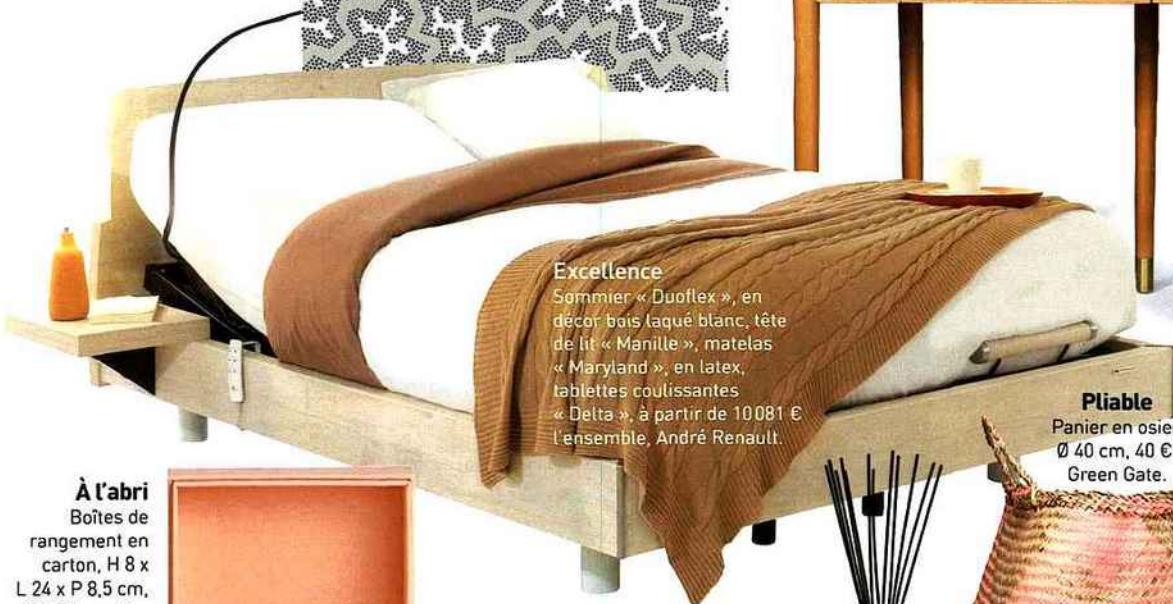 Excellence
Sommier « Duoflex », en
décor bois laqué blanc, tête
de lit « Manille », matelas
« Maryland », en latex,
tablettes coulissantes
« Delta », à partir de 10 081 €
l'ensemble, André Renault.
Pliable
Panier en osie
Ø 40 cm, 40 €
Green Gate.
À l'abri
Boîtes de
rangement en
carton, H 8 x
L 24 x P 8,5 cm,